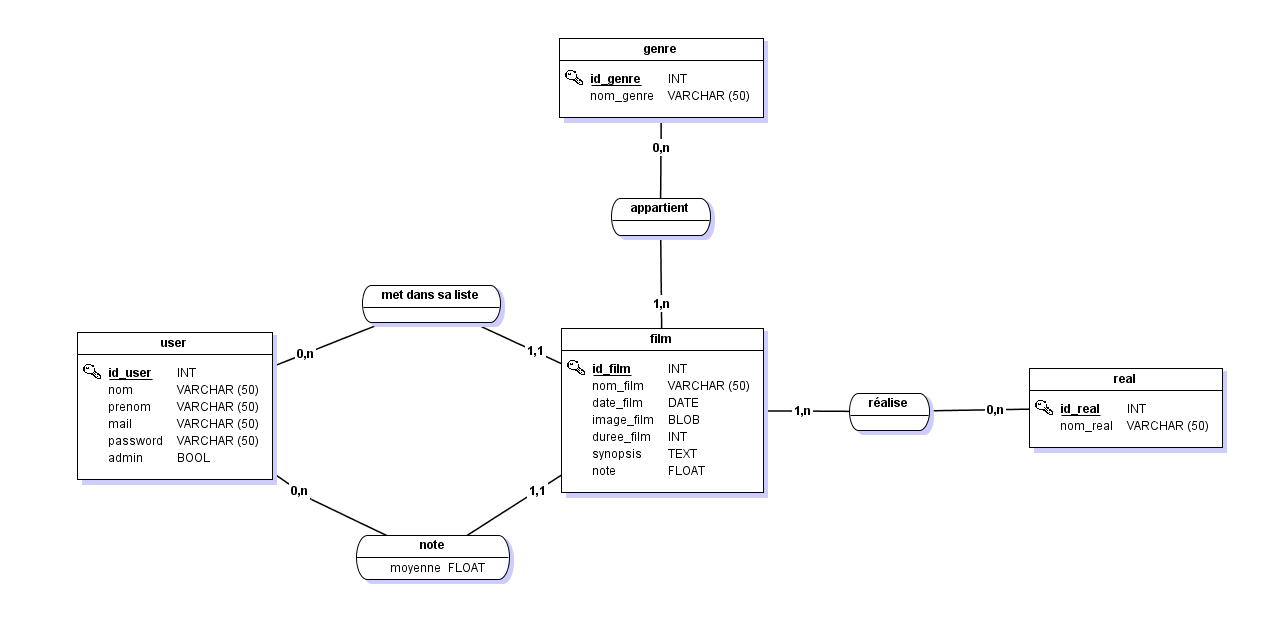 genre
id_genre INT
nom_genre VARCHAR (50)
0,n
appartient
1,n
met dans sa liste
0,n
1,1
user
id_user INT
nom VARCHAR (50)
prenom VARCHAR (50)
mail VARCHAR (50)
password VARCHAR (50)
admin BOOL
film
id_film INT
nom_film VARCHAR (50)
date_film DATE
image_film BLOB
duree_film INT
synopsis TEXT
note FLOAT
1,n
réalise
0,n
real
id_real INT
nom_real VARCHAR (50)
0,n
1,1
note
moyenne FLOAT